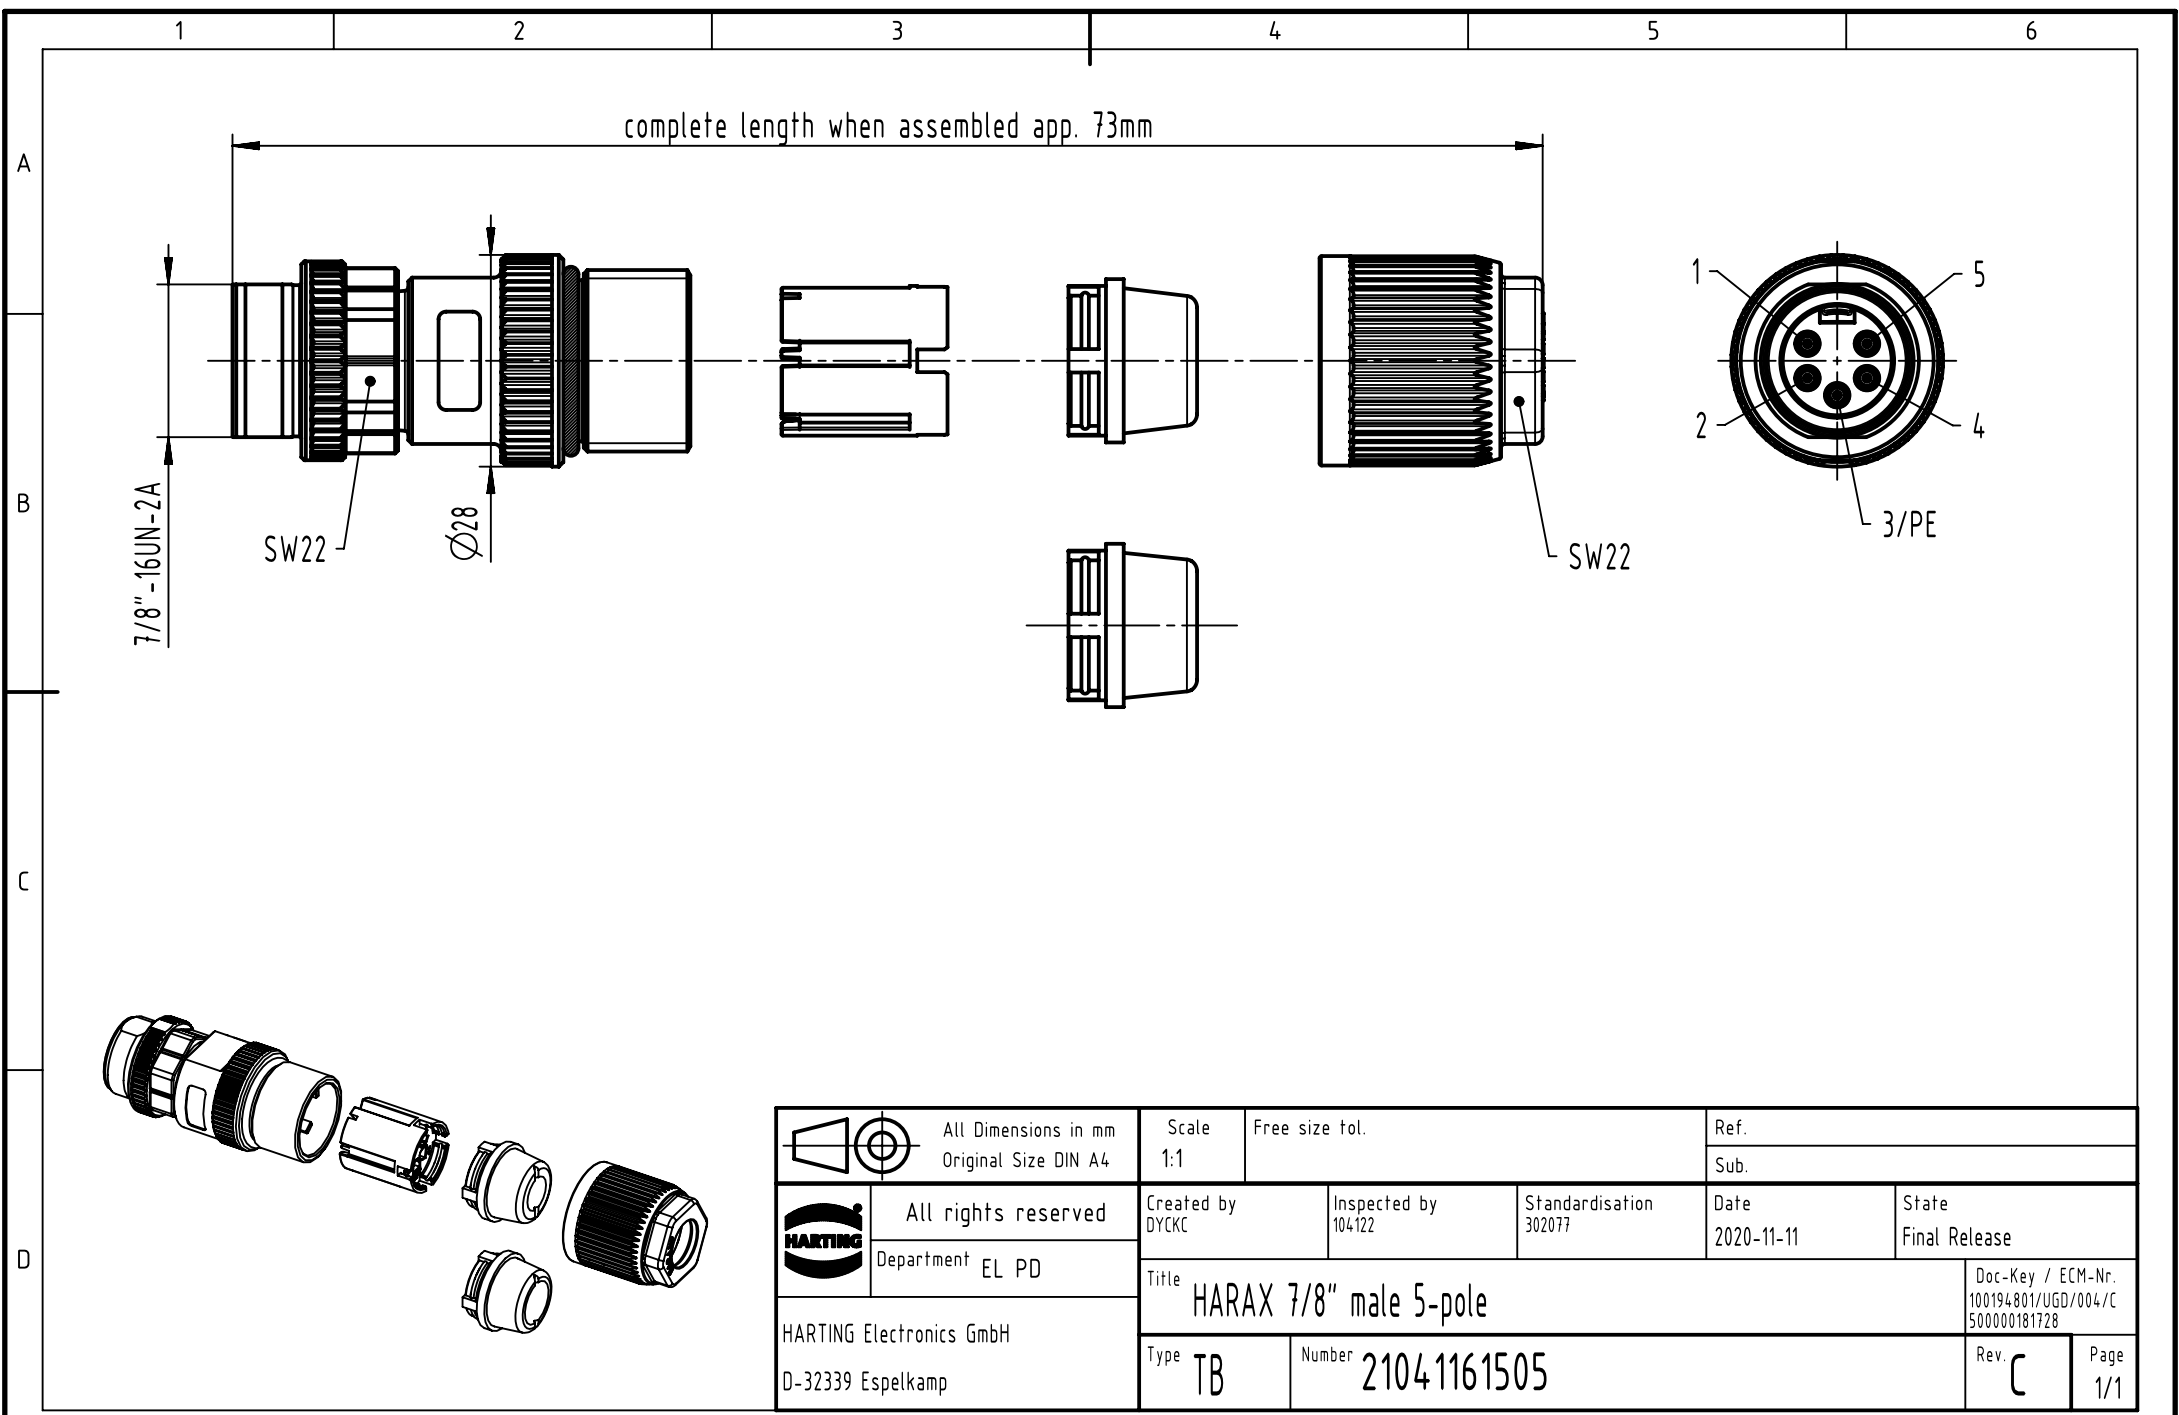 1 2 3 4 5 6
A
B
C
D
complete length when assembled app. 73mm
7/8"-16UN-2A
SW22
Ø28
SW22
1
5
2
4
3/PE
All Dimensions in mm
Original Size DIN A4
Scale
1:1
Free size tol.
Ref.
Sub.
HARTING
All rights reserved
Department EL PD
Created by
DYCKC
Inspected by
104122
Standardisation
302077
Date
2020-11-11
State
Final Release
HARTING Electronics GmbH
D-32339 Espelkamp
Title HARAX 7/8" male 5-pole
Doc-Key / ECM-Nr.
100194801/UGD/004/C
500000181728
Type TB
Number 21041161505
Rev. C
Page
1/1